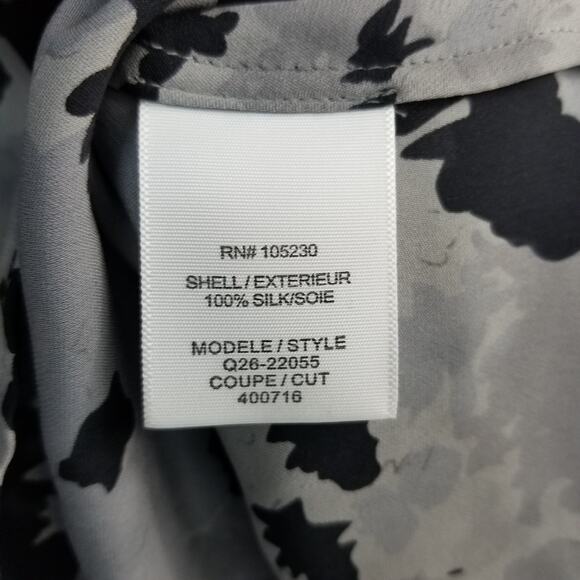 RN# 105230
SHELL / EXTERIEUR
100% SILK/SOIE
MODELE / STYLE
Q26-22055
COUPE / CUT
400716